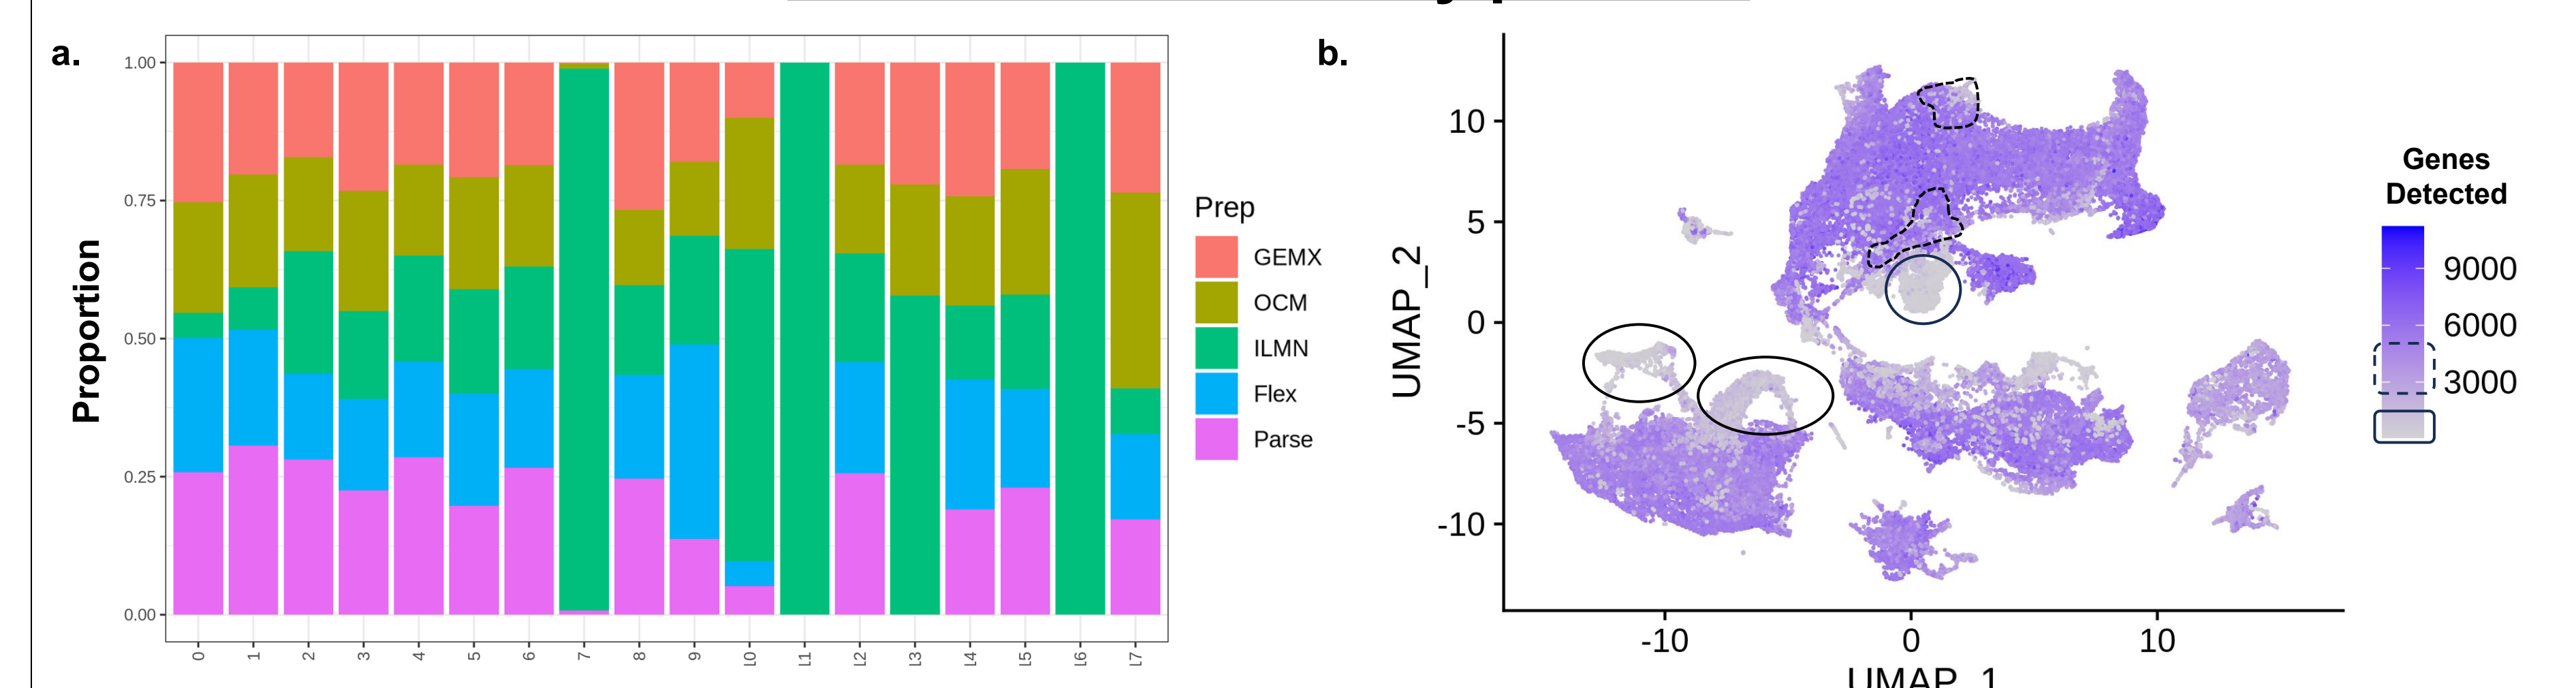 a.
1.00
0.75
0.50
0.25
0.00
Proportion
0 1 2 3 4 5 6 7 8 9 10 11 12 13 14 15 16 17
Prep
GEMX
OCM
ILMN
Flex
Parse
b.
10
5
0
-5
-10
UMAP_2
-10 0 10
UMAP_1
Genes
Detected
9000
6000
3000